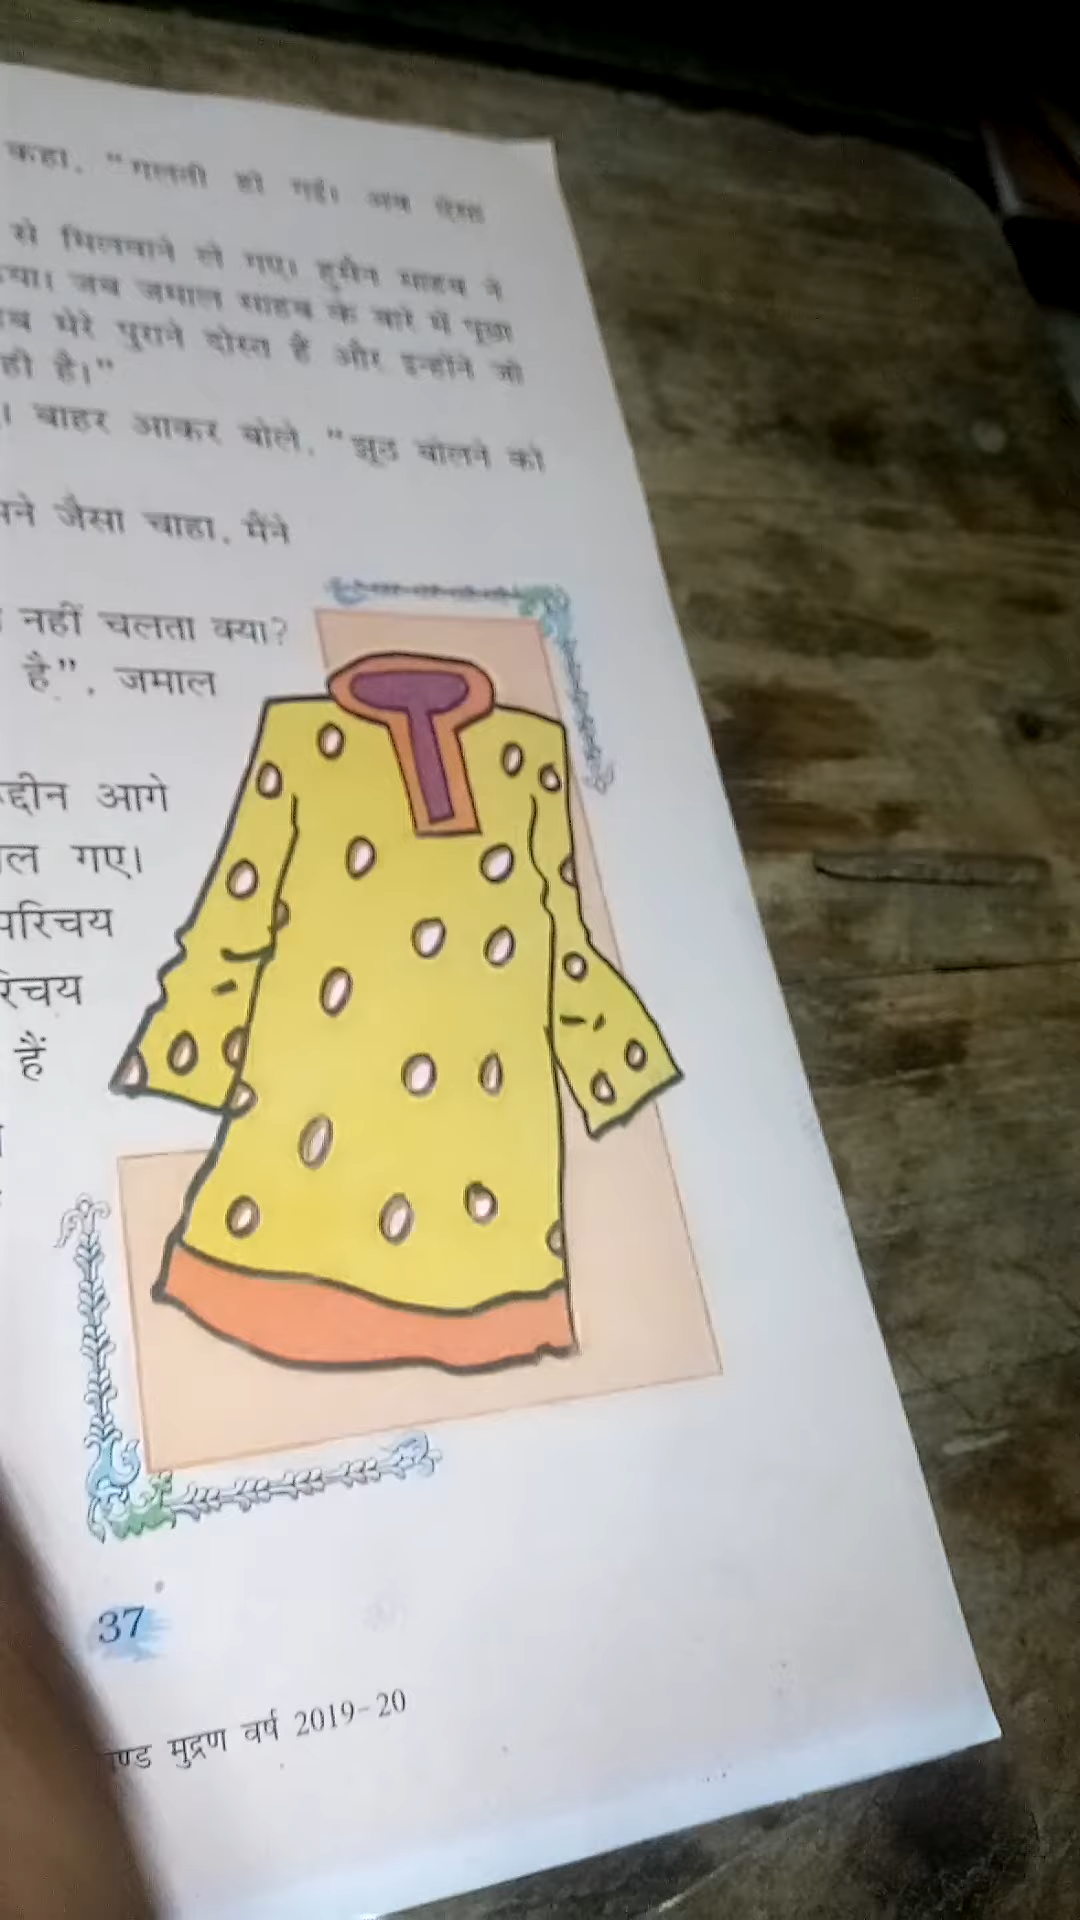 कहा, "गलती हो गई। अब ऐसा
से मिलवाने ले गए। हुसैन साहब ने
जब जमाल साहब के बारे में पूछा
मेरे पुराने दोस्त हैं और इन्होंने जो
ही है।"
। बाहर आकर बोले, "झूठ बोलने को
जैसा चाहा, मैंने
नहीं चलता क्या?
है", जमाल
द्दीन आगे
ल गए।
परिचय
रिचय
हैं
37
ण्ड मुद्रण वर्ष 2019-20